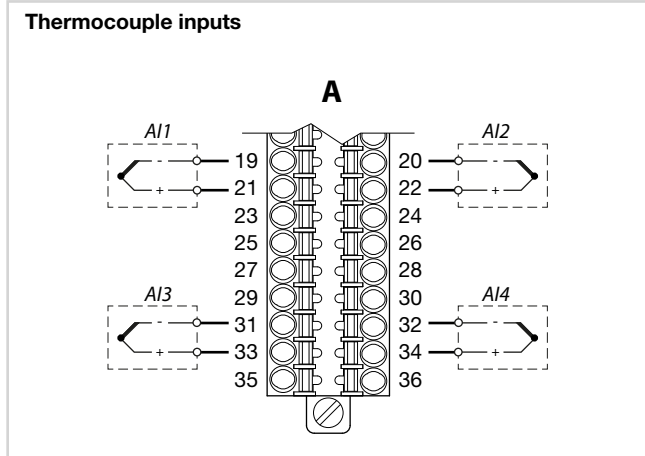 Thermocouple inputs
A
AI1 AI2
- 19 20 -
+ 21 22 +
23 24
25 26
27 28
AI3 29 30 AI4
- 31 32 -
+ 33 34 +
35 36